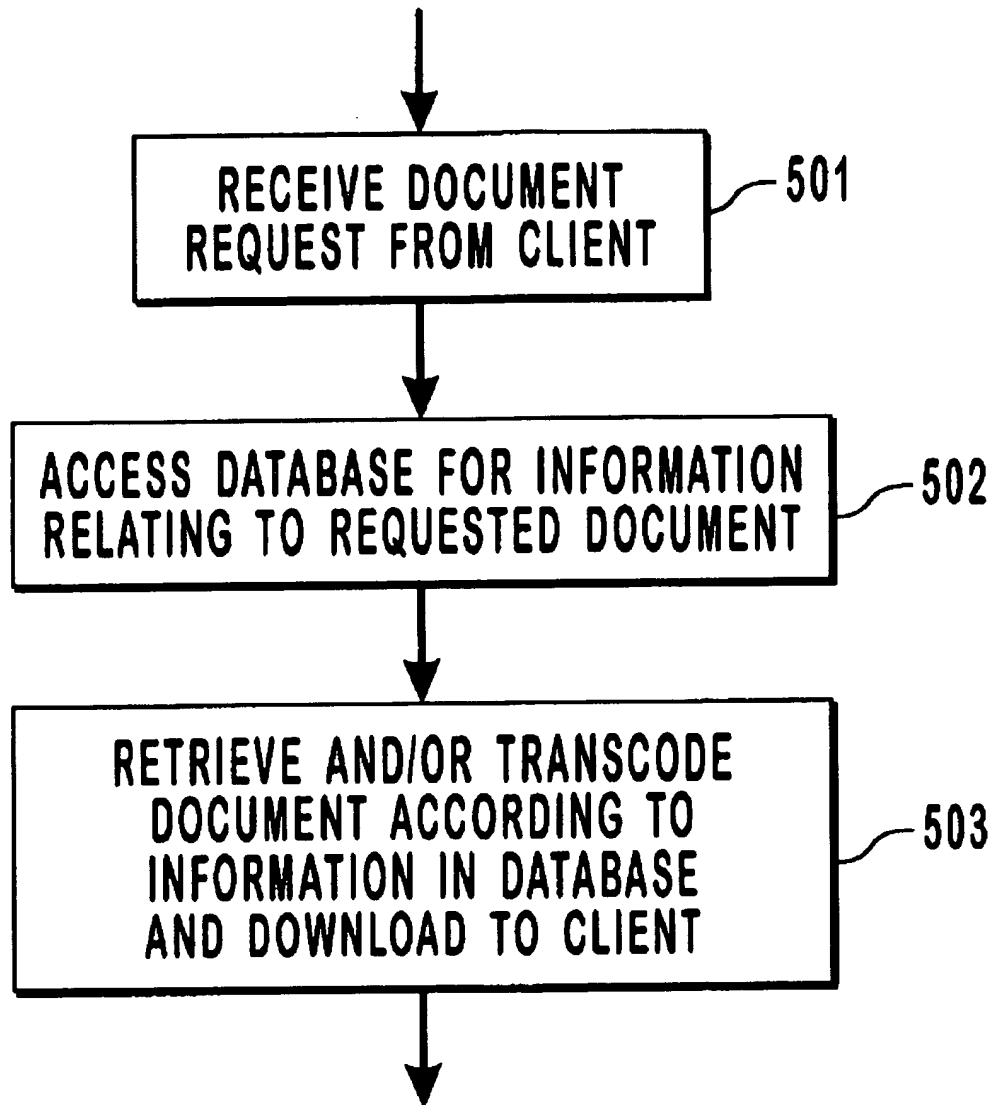 RECEIVE DOCUMENT
REQUEST FROM CLIENT
501
ACCESS DATABASE FOR INFORMATION
RELATING TO REQUESTED DOCUMENT
502
RETRIEVE AND/OR TRANSCODE
DOCUMENT ACCORDING TO
INFORMATION IN DATABASE
AND DOWNLOAD TO CLIENT
503